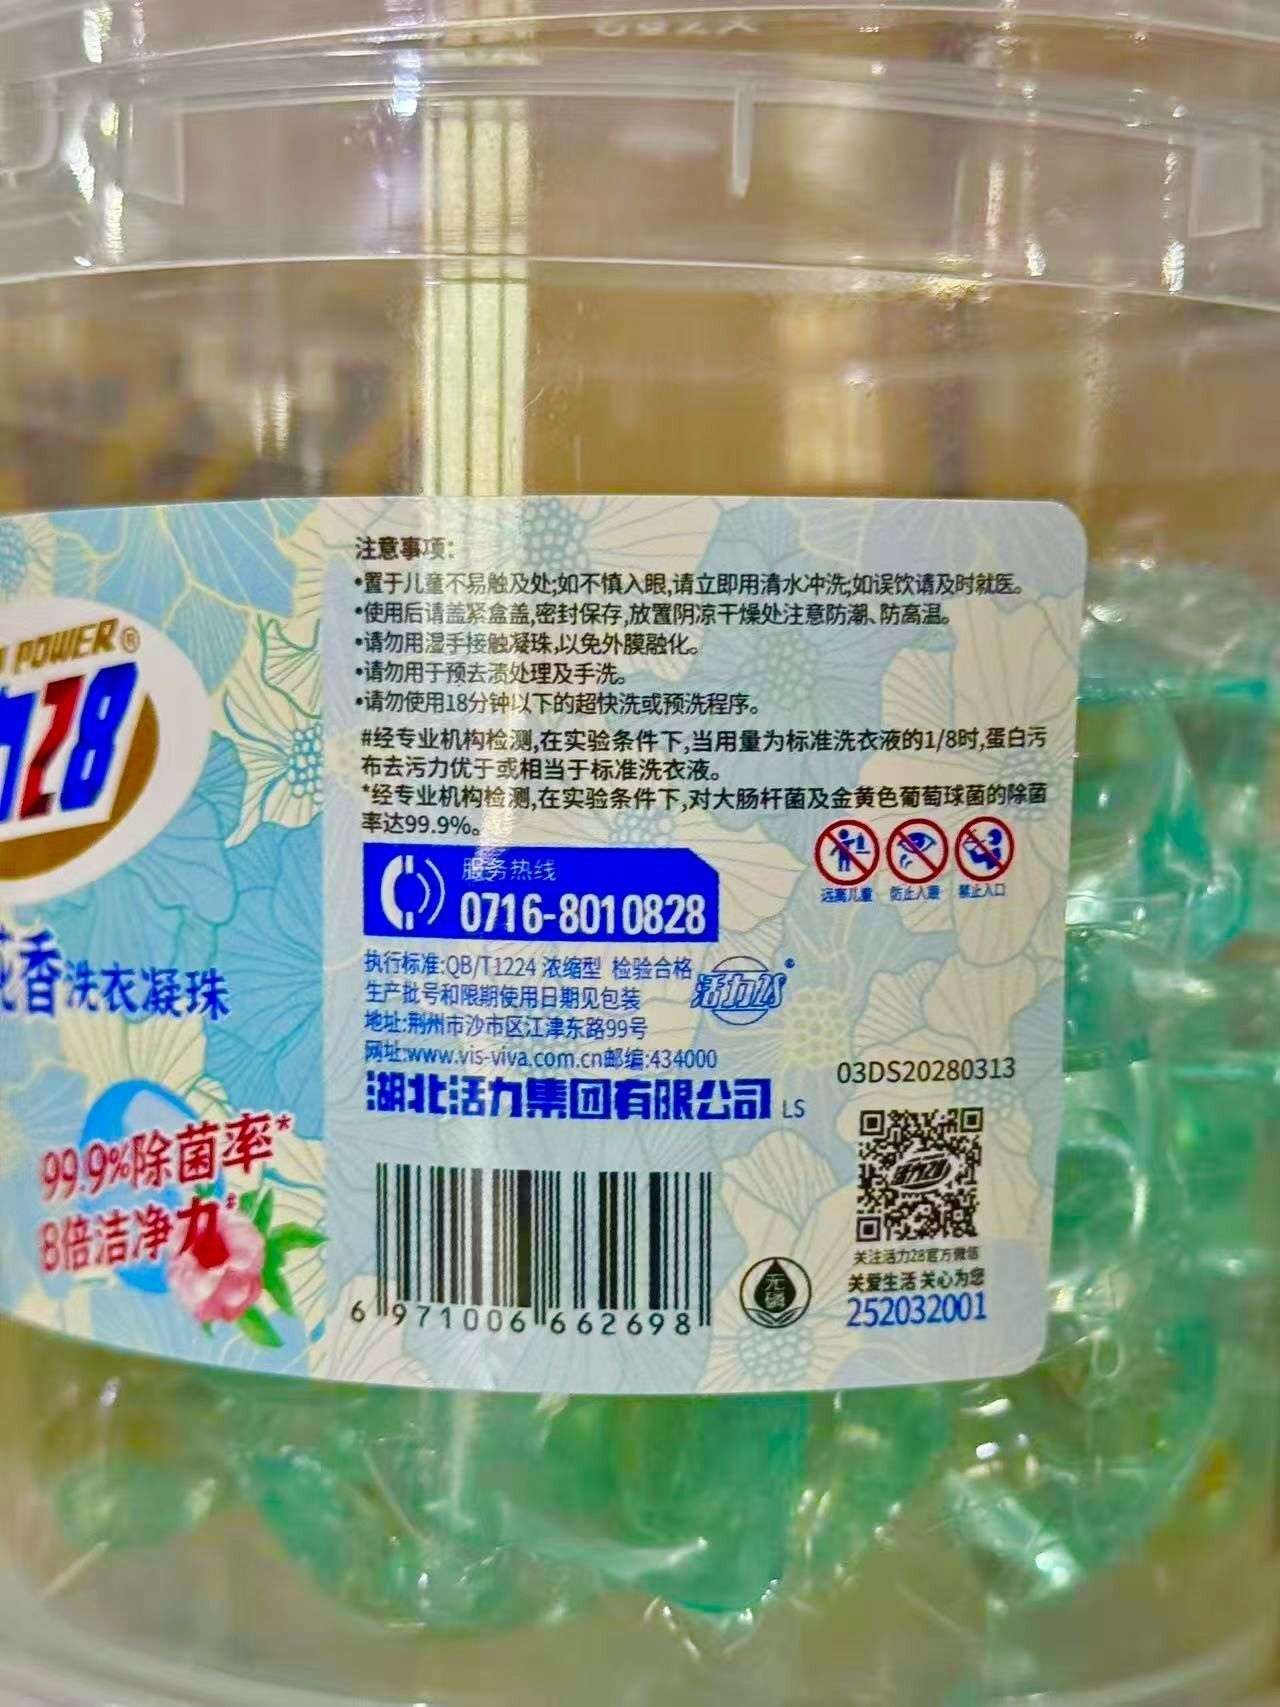 POWER®
28
香洗衣凝珠
99.9%除菌率*
8倍洁净力#
注意事项:
•置于儿童不易触及处;如不慎入眼,请立即用清水冲洗;如误饮请及时就医。
•使用后请盖紧盒盖,密封保存,放置阴凉干燥处注意防潮、防高温。
•请勿用湿手接触凝珠,以免外膜融化。
•请勿用于预去渍处理及手洗。
•请勿使用18分钟以下的超快洗或预洗程序。
#经专业机构检测,在实验条件下,当用量为标准洗衣液的1/8时,蛋白污
布去污力优于或相当于标准洗衣液。
*经专业机构检测,在实验条件下,对大肠杆菌及金黄色葡萄球菌的除菌
率达99.9%。
服务热线
0716-8010828
远离儿童 防止入眼 禁止入口
执行标准:QB/T1224 浓缩型 检验合格
生产批号和限期使用日期见包装
活力28®
地址:荆州市沙市区江津东路99号
网址:www.vis-viva.com.cn邮编:434000
湖北活力集团有限公司 LS
03DS20280313
活力28
关注活力28官方微信
关爱生活 关心为您
252032001
无磷
6 971006 662698